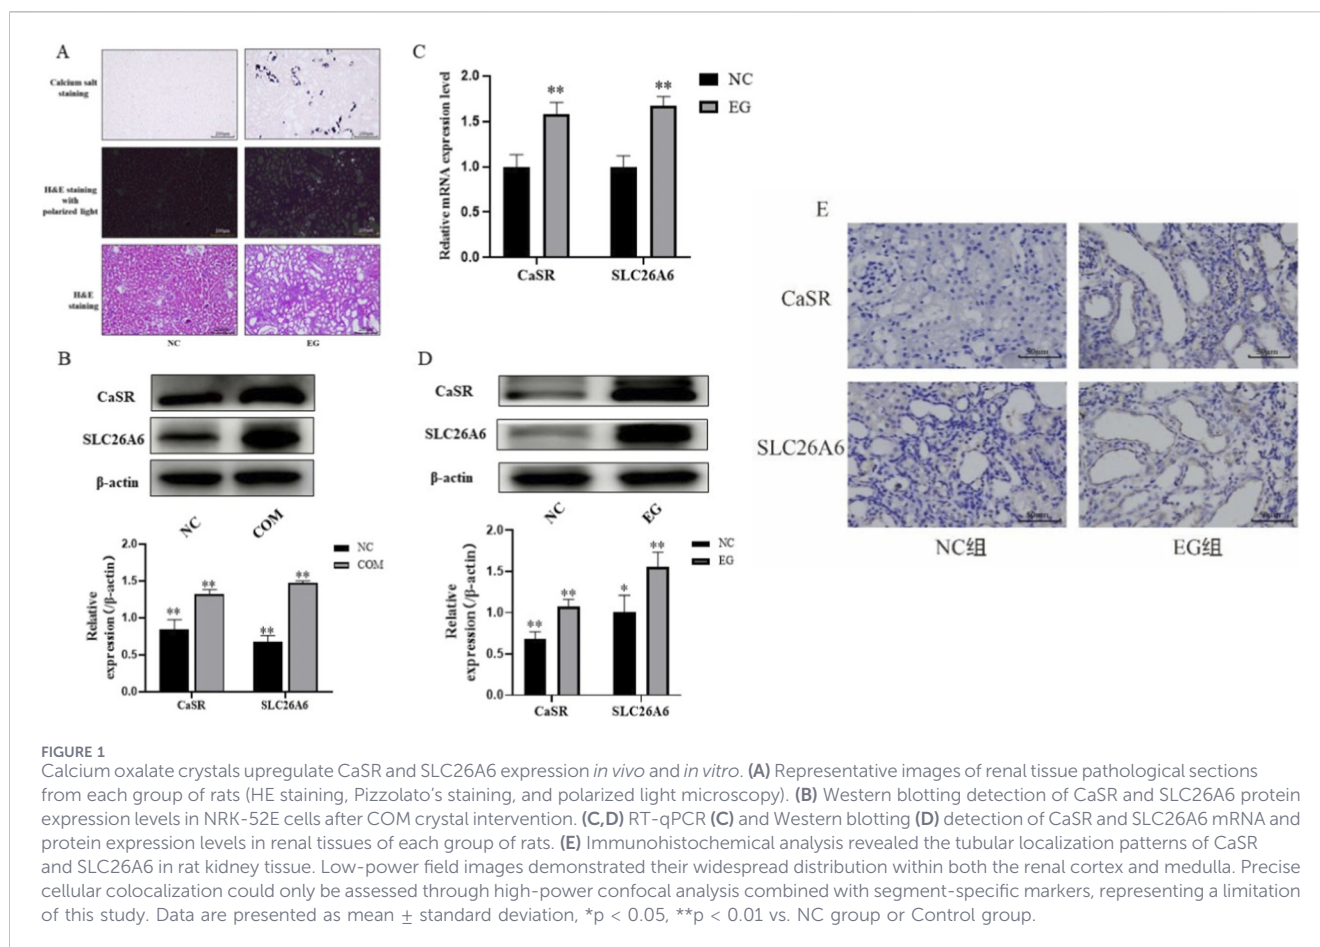 A
Calcium salt
staining
H&E staining
with
polarized light
H&E
staining
NC
EG
B
CaSR
SLC26A6
β-actin
NC
COM
Relative
expression(/β-actin)
2.0
1.5
1.0
0.5
0.0
**
**
**
**
CaSR
SLC26A6
NC
COM
C
Relative mRNA expression level
2.0
1.5
1.0
0.5
0.0
**
**
CaSR
SLC26A6
NC
EG
D
CaSR
SLC26A6
β-actin
NC
EG
Relative
expression(/β-actin)
2.0
1.5
1.0
0.5
0.0
**
**
*
**
CaSR
SLC26A6
NC
EG
E
CaSR
SLC26A6
50μm
50μm
50μm
50μm
NC组
EG组
FIGURE 1
Calcium oxalate crystals upregulate CaSR and SLC26A6 expression in vivo and in vitro. (A) Representative images of renal tissue pathological sections
from each group of rats (HE staining, Pizzolato's staining, and polarized light microscopy). (B) Western blotting detection of CaSR and SLC26A6 protein
expression levels in NRK-52E cells after COM crystal intervention. (C,D) RT-qPCR (C) and Western blotting (D) detection of CaSR and SLC26A6 mRNA and
protein expression levels in renal tissues of each group of rats. (E) Immunohistochemical analysis revealed the tubular localization patterns of CaSR
and SLC26A6 in rat kidney tissue. Low-power field images demonstrated their widespread distribution within both the renal cortex and medulla. Precise
cellular colocalization could only be assessed through high-power confocal analysis combined with segment-specific markers, representing a limitation
of this study. Data are presented as mean ± standard deviation, *p < 0.05, **p < 0.01 vs. NC group or Control group.